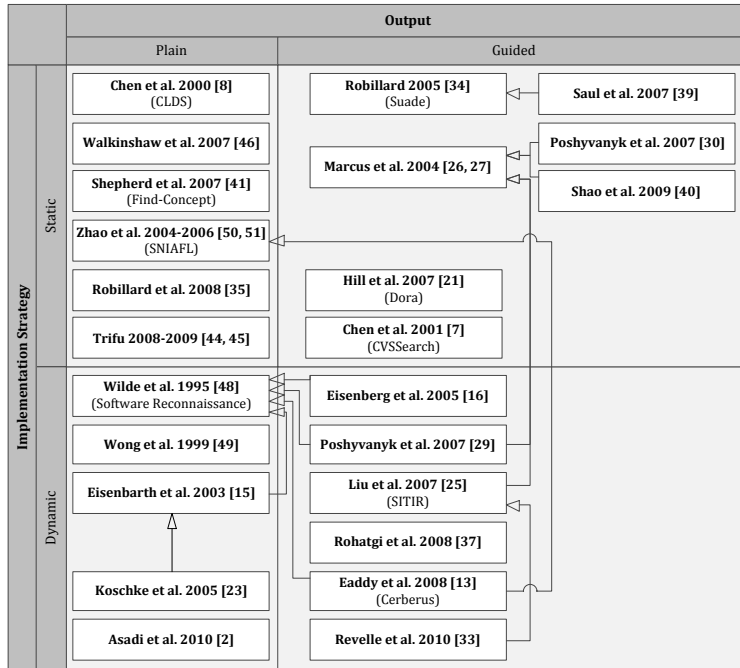 Output
Plain
Guided
Implementation Strategy
Static
Chen et al. 2000 [8]
(CLDS)
Walkinshaw et al. 2007 [46]
Shepherd et al. 2007 [41]
(Find-Concept)
Zhao et al. 2004-2006 [50, 51]
(SNIAFL)
Robillard et al. 2008 [35]
Trifu 2008-2009 [44, 45]
Robillard 2005 [34]
(Suade)
Saul et al. 2007 [39]
Marcus et al. 2004 [26, 27]
Poshyvanyk et al. 2007 [30]
Shao et al. 2009 [40]
Hill et al. 2007 [21]
(Dora)
Chen et al. 2001 [7]
(CVSSearch)
Dynamic
Wilde et al. 1995 [48]
(Software Reconnaissance)
Wong et al. 1999 [49]
Eisenbarth et al. 2003 [15]
Koschke et al. 2005 [23]
Asadi et al. 2010 [2]
Eisenberg et al. 2005 [16]
Poshyvanyk et al. 2007 [29]
Liu et al. 2007 [25]
(SITIR)
Rohatgi et al. 2008 [37]
Eaddy et al. 2008 [13]
(Cerberus)
Revelle et al. 2010 [33]